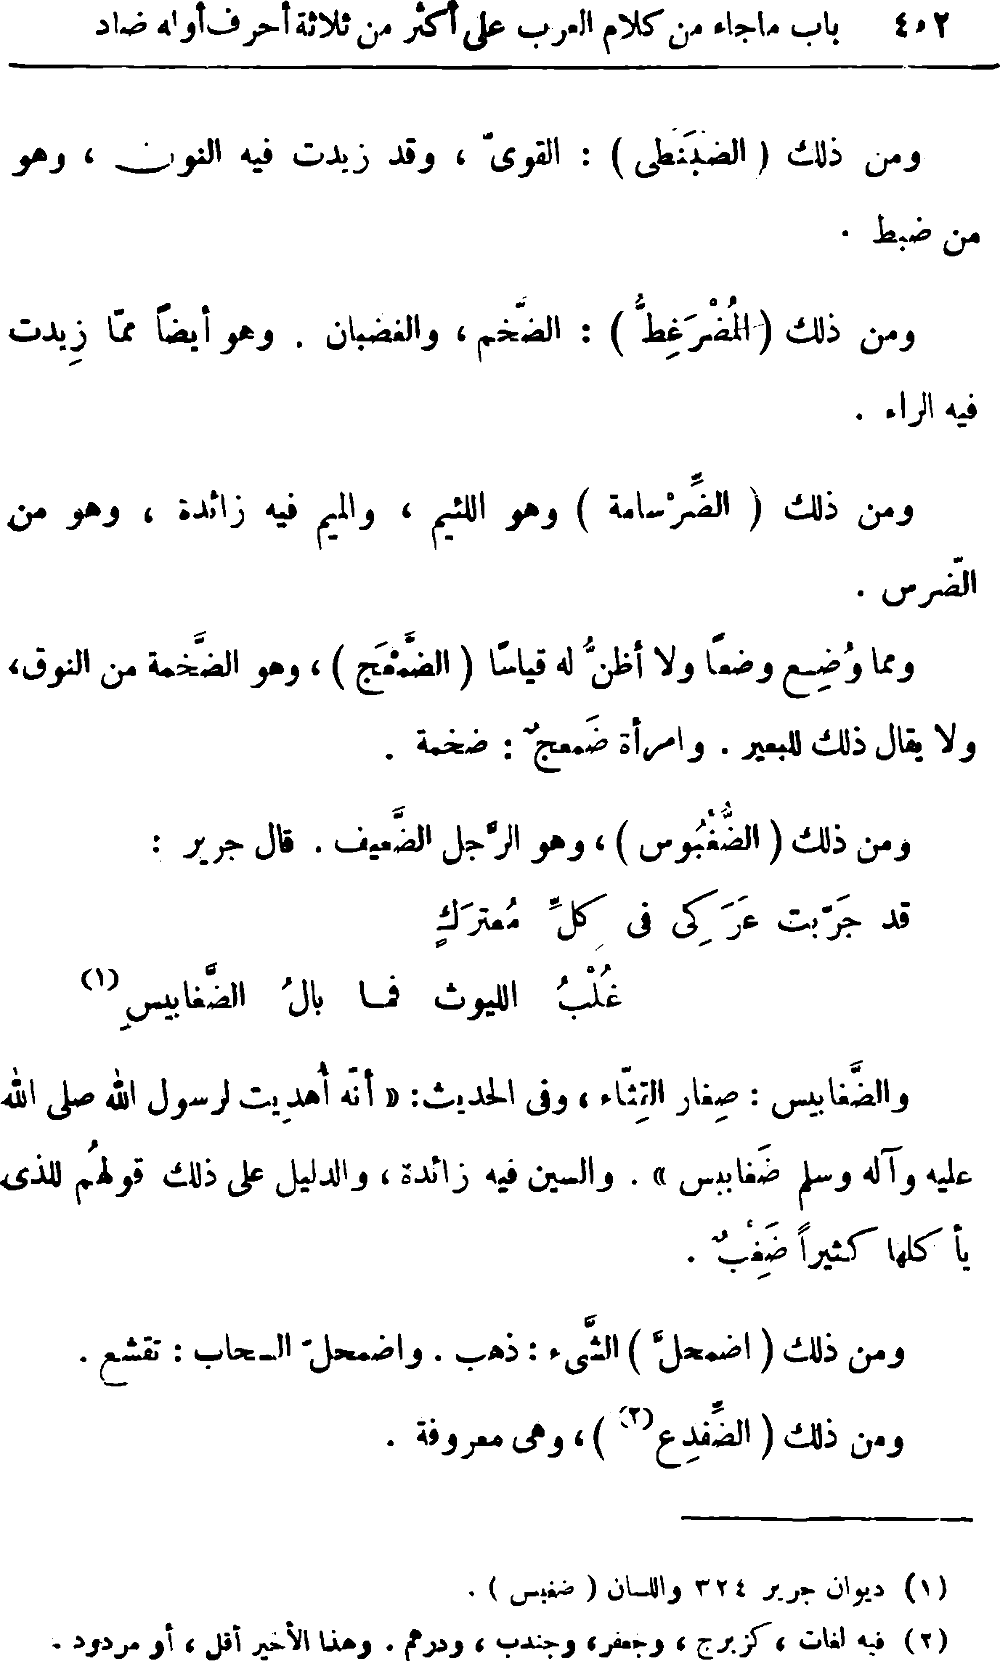 ٤٠٢ باب ماجاء من كلام العرب على أكثر من ثلاثة أحرف أوله ضاد
ومن ذلك ( الضَبَنْطى ) : القوىّ ، وقد زيدت فيه النون ، وهو
من ضبط .
ومن ذلك ( المُضْرَغِطُّ ) : الضّخم ، والغضبان . وهو أيضاً ممّا زِيدت
فيه الراء .
ومن ذلك ( الضِّرْسامة ) وهو اللئيم ، والميم فيه زائدة ، وهو من
الضّرس .
ومما وُضِع وضعًا ولا أظنُّ له قياسًا ( الضَّمْعَج ) ، وهو الضَّخمة من النوق ،
ولا يقال ذلك للبعير . وامرأة ضَمعجٌ : ضخمة .
ومن ذلك ( الضُّغْبُوس ) ، وهو الرَّجل الضَّعيف . قال جرير :
قد جَرّبت عَرَكِى فى كلِّ مُعتَرَكٍ
غُلْبُ الليوث فما بالُ الضَّغابيسِ (١)
والضَّغابيس : صِغار القِثّاء ، وفى الحديث : « أنّه أُهدِيت لرسول الله صلى الله
عليه وآله وسلم ضَغابيس » . والسين فيه زائدة ، والدليل على ذلك قولهُم للذى
يأكلها كثيراً ضَغِبٌ .
ومن ذلك ( اضمحلَّ ) الشَّىء : ذهب . واضمحلّ السحاب : تقشع .
ومن ذلك ( الضِّفدِع (٢) ) ، وهى معروفة .
(١) ديوان جرير ٣٢٤ واللسان ( ضغبس ) .
(٢) فيه لغات ، كزبرج ، وجعفر ، وجندب ، ودرهم . وهذا الأخير أقل ، أو مردود .